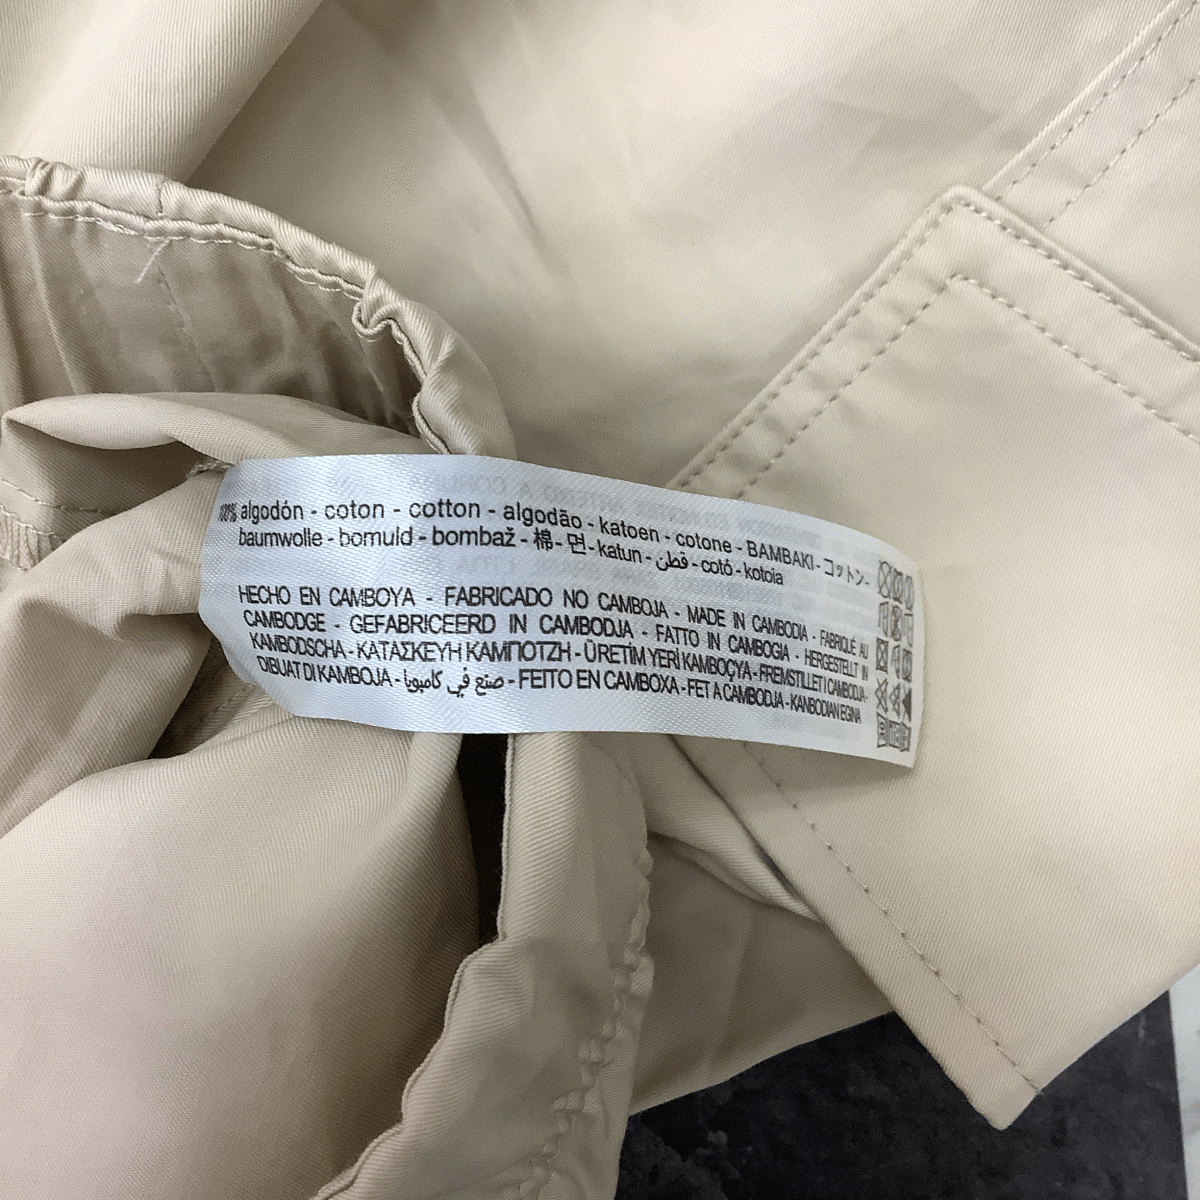 100% algodón - coton - cotton - algodão - katoen - cotone - BAMBAKI - コットン-
baumwolle - bomuld - bombaž - 棉 - 면 - katun - قطن - cotó - kotoia
HECHO EN CAMBOYA - FABRICADO NO CAMBOJA - MADE IN CAMBODIA - FABRIQUÉ AU
CAMBODGE - GEFABRICEERD IN CAMBODJA - FATTO IN CAMBOGIA - HERGESTELLT IN
KAMBODSCHA - ΚΑΤΑΣΚΕΥΗ ΚΑΜΠΟΤΖΗ - ÜRETİM YERİ KAMBOÇYA - FREMSTILLET I CAMBODJA -
DIBUAT DI KAMBOJA - صنع في كامبوديا - FEITO EN CAMBOXA - FET A CAMBODJA - KANBODIAN EGINA